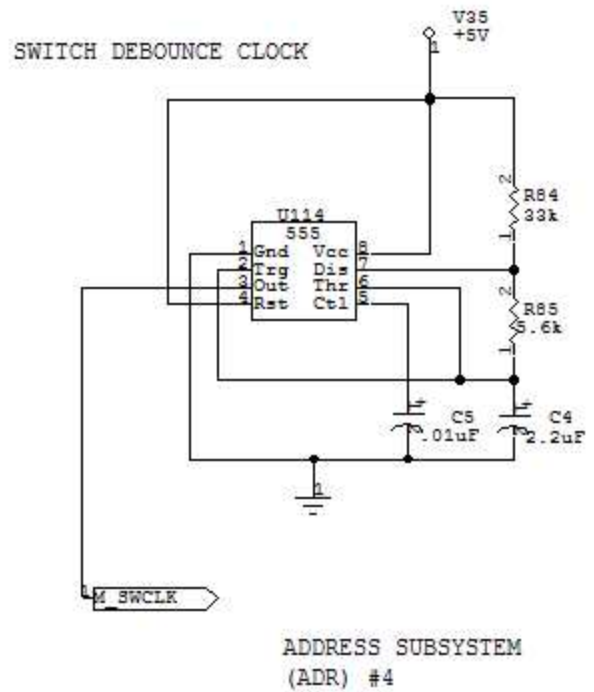 V35
+5V
1
SWITCH DEBOUNCE CLOCK
2
R84
33k
1
U114
555
1 Gnd Vcc 8
2 Trg Dis 7
3 Out Thr 6
4 Rst Ctl 5
2
R85
5.6k
1
+ C5
.01uF
+ C4
2.2uF
1
1
M_SWCLK
ADDRESS SUBSYSTEM
(ADR) #4